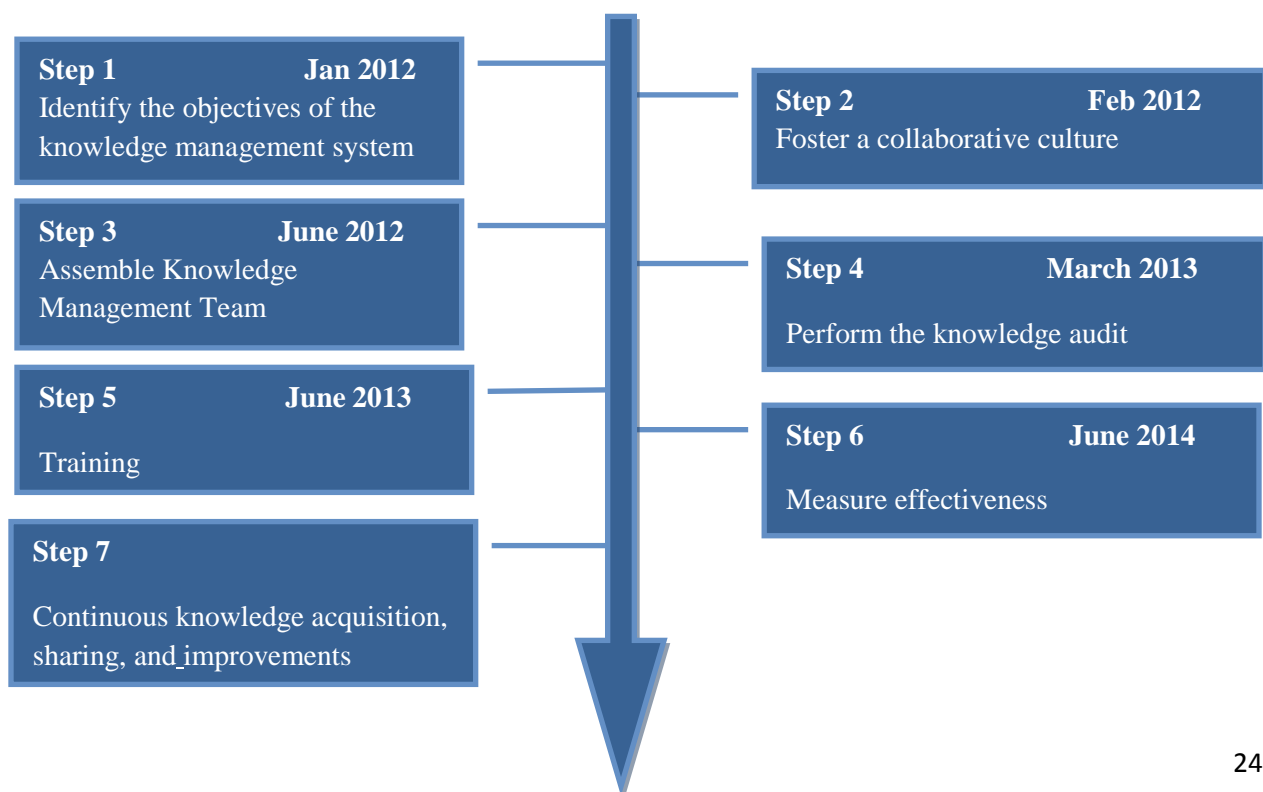 Step 1 Jan 2012
Identify the objectives of the
knowledge management system
Step 2 Feb 2012
Foster a collaborative culture
Step 3 June 2012
Assemble Knowledge
Management Team
Step 4 March 2013
Perform the knowledge audit
Step 5 June 2013
Training
Step 6 June 2014
Measure effectiveness
Step 7
Continuous knowledge acquisition,
sharing, and improvements
24